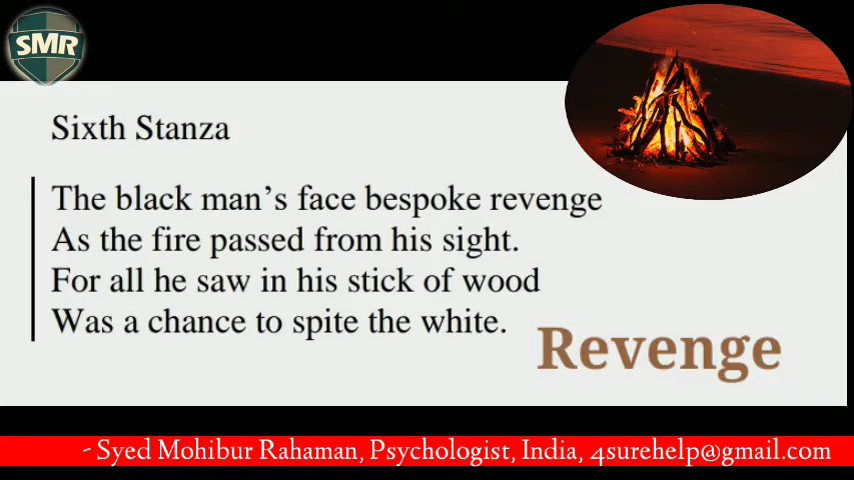 SMR
Sixth Stanza
The black man’s face bespoke revenge
As the fire passed from his sight.
For all he saw in his stick of wood
Was a chance to spite the white.
Revenge
- Syed Mohibur Rahaman, Psychologist, India, 4surehelp@gmail.com